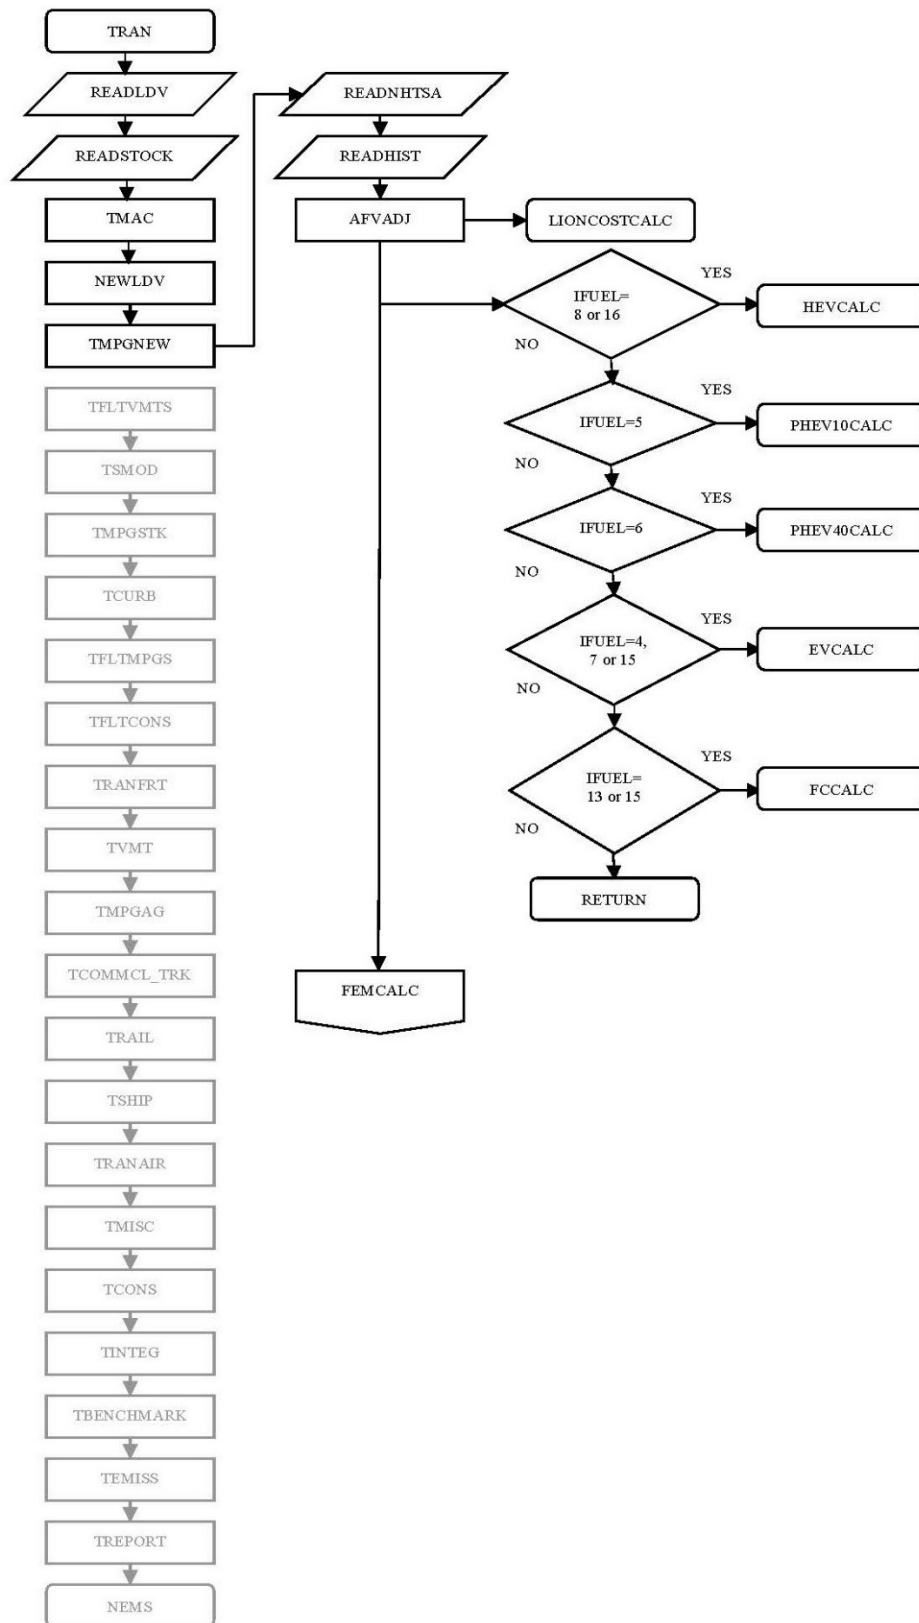 TRAN
READLDV
READSTOCK
TMAC
NEWLDV
TMPGNEW
TFLTVMTS
TSMOD
TMPGSTK
TCURB
TFLTMPGS
TFLTCONS
TRANFRT
TVMT
TMPGAG
TCOMMCL_TRK
TRAIL
TSHIP
TRANAIR
TMISC
TCONS
TINTEG
TBENCHMARK
TEMISS
TREPORT
NEMS
READNHTSA
READHIST
AFVADJ
LIONCOSTCALC
IFUEL=
8 or 16
YES
HEVCALC
NO
IFUEL=5
YES
PHEV10CALC
NO
IFUEL=6
YES
PHEV40CALC
NO
IFUEL=4,
7 or 15
YES
EVCALC
NO
IFUEL=
13 or 15
YES
FCCALC
NO
RETURN
FEMCALC